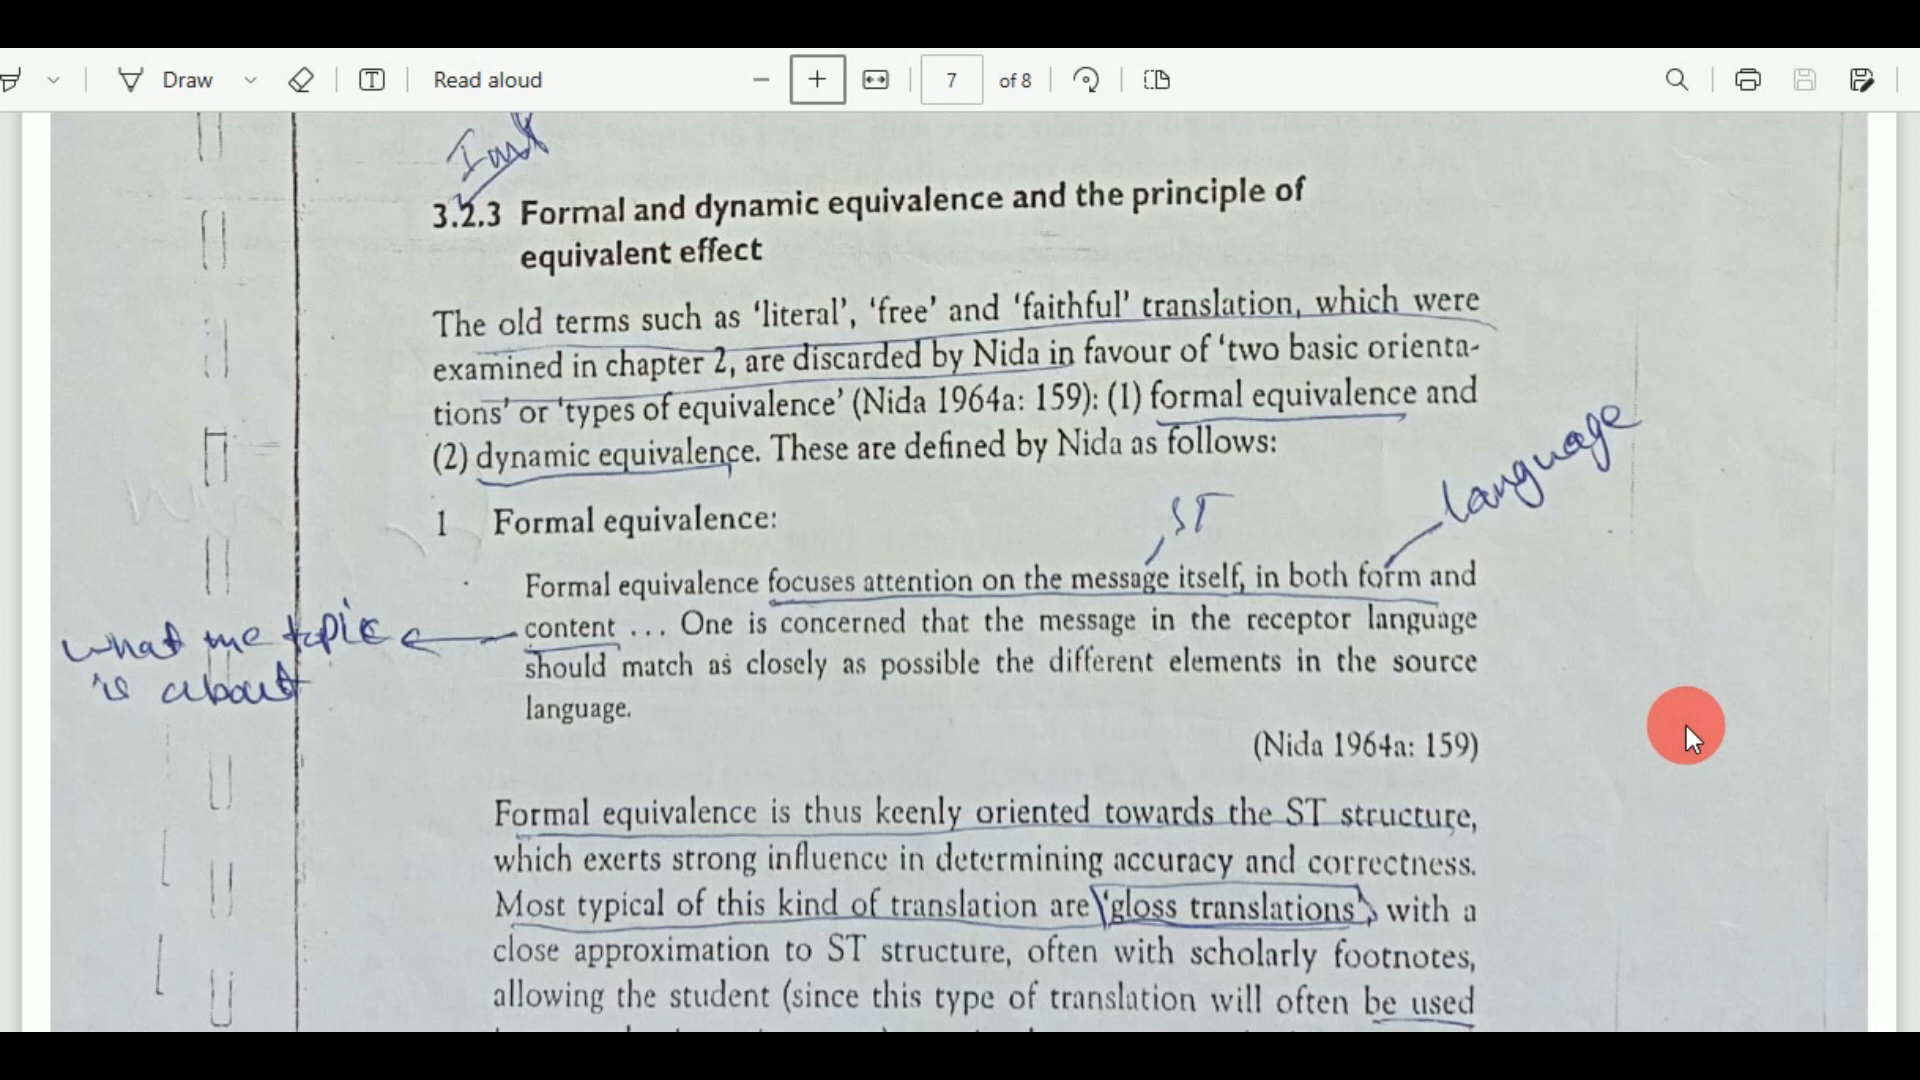 Draw
Read aloud
7 of 8
3.2.3 Formal and dynamic equivalence and the principle of
equivalent effect
The old terms such as ‘literal’, ‘free’ and ‘faithful’ translation, which were
examined in chapter 2, are discarded by Nida in favour of ‘two basic orienta-
tions’ or ‘types of equivalence’ (Nida 1964a: 159): (1) formal equivalence and
(2) dynamic equivalence. These are defined by Nida as follows:
language
ST
1 Formal equivalence:
Formal equivalence focuses attention on the message itself, in both form and
content ... One is concerned that the message in the receptor language
should match as closely as possible the different elements in the source
language.
what the topic
is about
(Nida 1964a: 159)
Formal equivalence is thus keenly oriented towards the ST structure,
which exerts strong influence in determining accuracy and correctness.
Most typical of this kind of translation are ‘gloss translations’, with a
close approximation to ST structure, often with scholarly footnotes,
allowing the student (since this type of translation will often be used